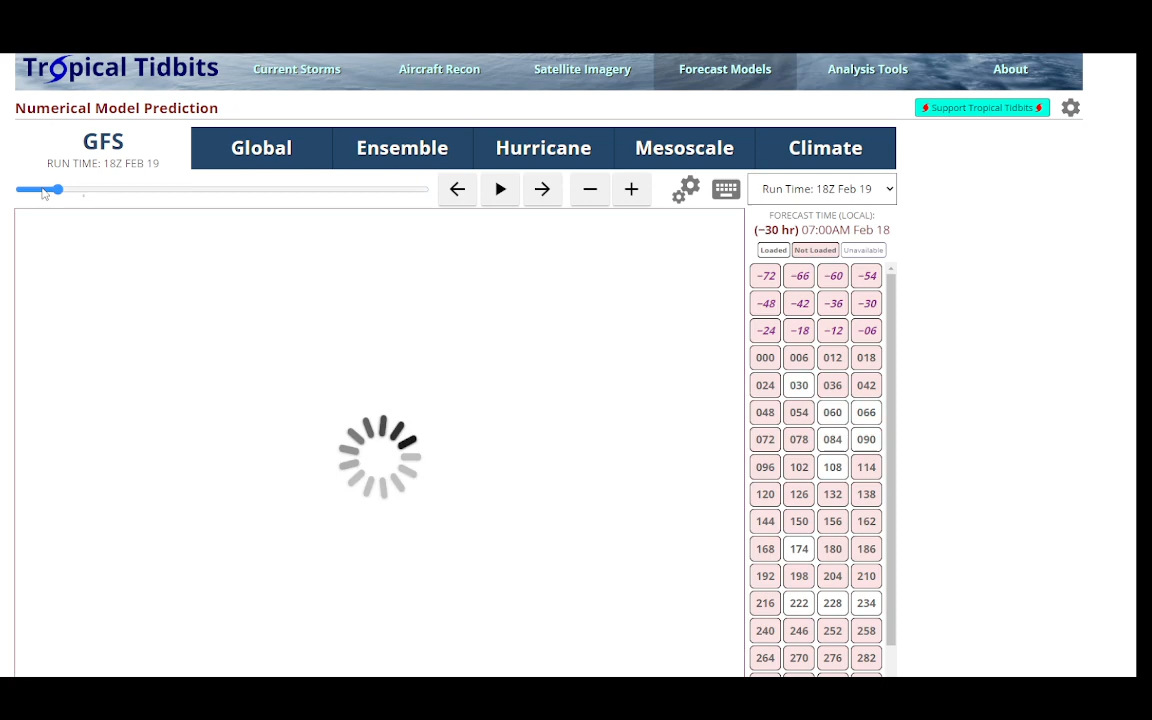 Tropical Tidbits
Current Storms Aircraft Recon Satellite Imagery Forecast Models Analysis Tools About
Numerical Model Prediction
Support Tropical Tidbits
GFS
RUN TIME: 18Z FEB 19
Global Ensemble Hurricane Mesoscale Climate
Run Time: 18Z Feb 19
FORECAST TIME (LOCAL):
(−30 hr) 07:00AM Feb 18
Loaded Not Loaded Unavailable
−72 −66 −60 −54
−48 −42 −36 −30
−24 −18 −12 −06
000 006 012 018
024 030 036 042
048 054 060 066
072 078 084 090
096 102 108 114
120 126 132 138
144 150 156 162
168 174 180 186
192 198 204 210
216 222 228 234
240 246 252 258
264 270 276 282